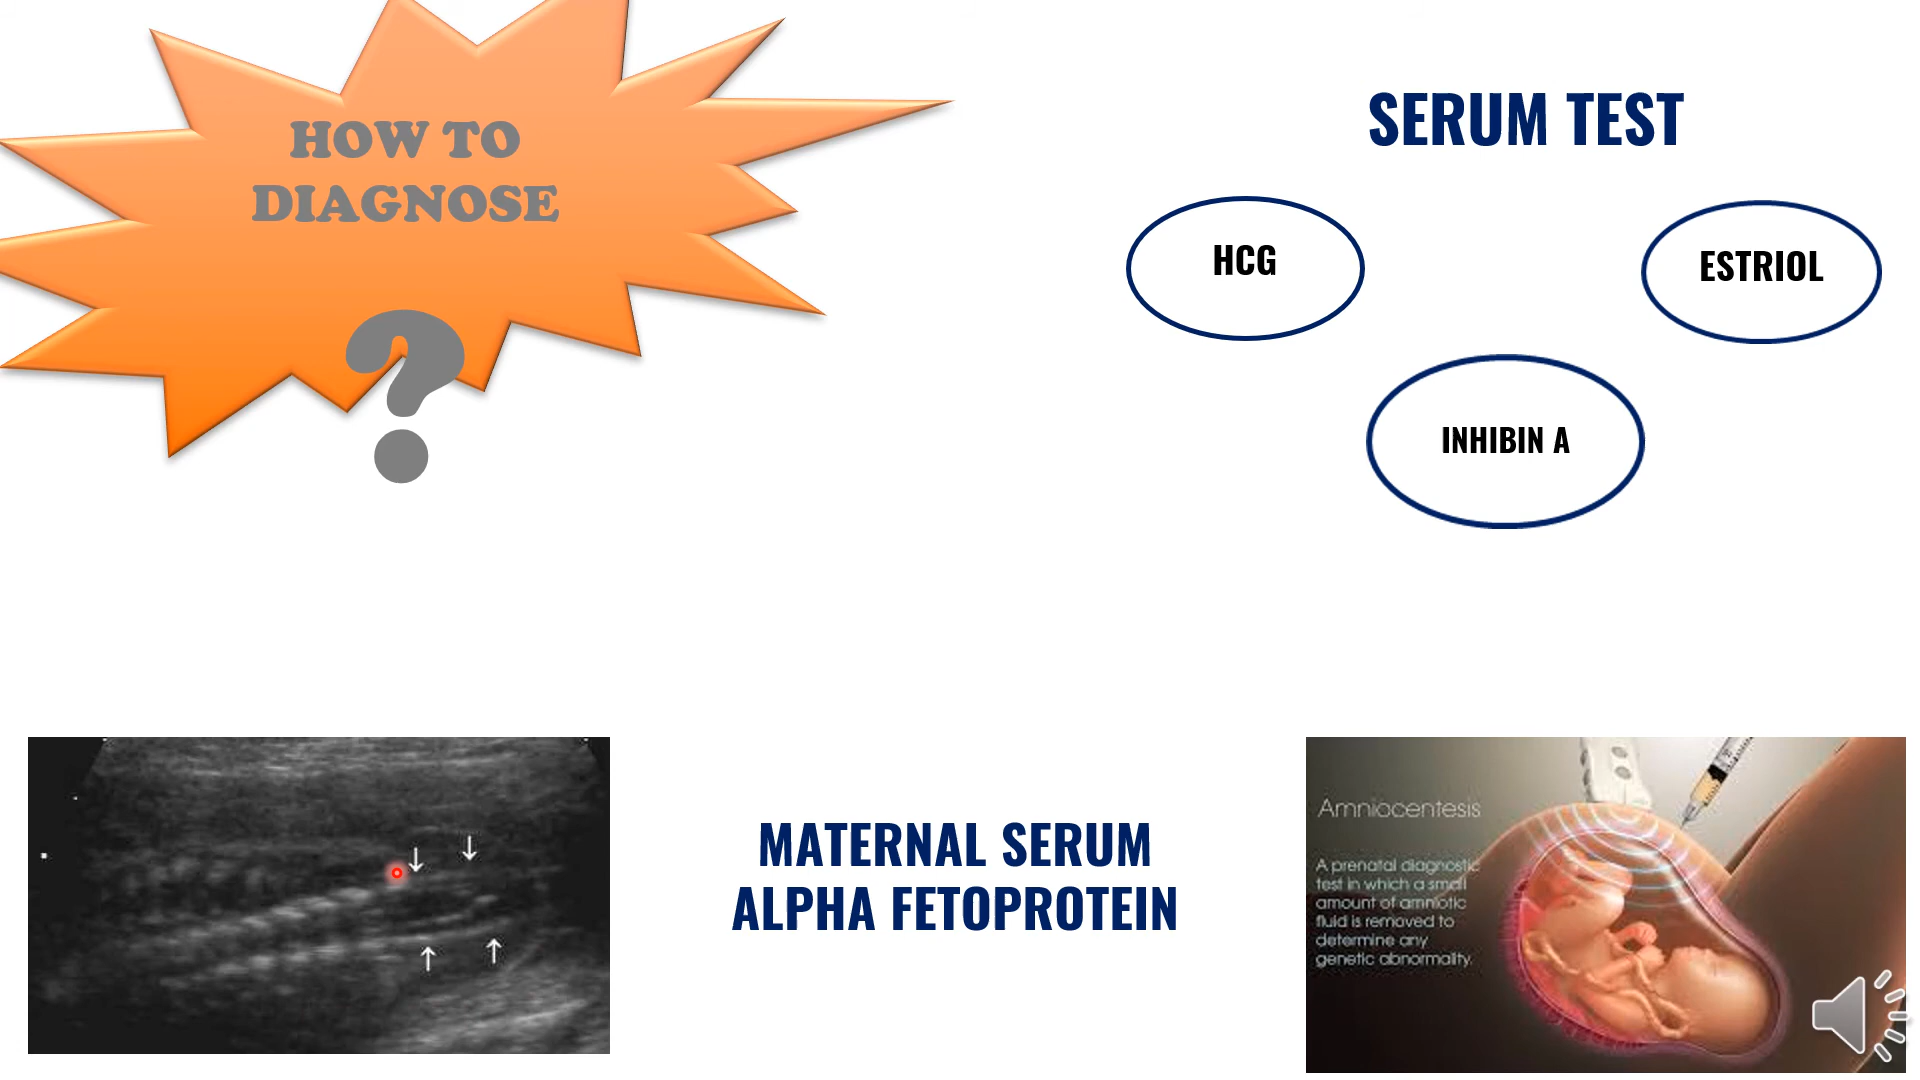 HOW TO
DIAGNOSE
?
SERUM TEST
HCG
ESTRIOL
INHIBIN A
MATERNAL SERUM
ALPHA FETOPROTEIN
Amniocentesis
A prenatal diagnostic
test in which a small
amount of amniotic
fluid is removed to
determine any
genetic abnormality.